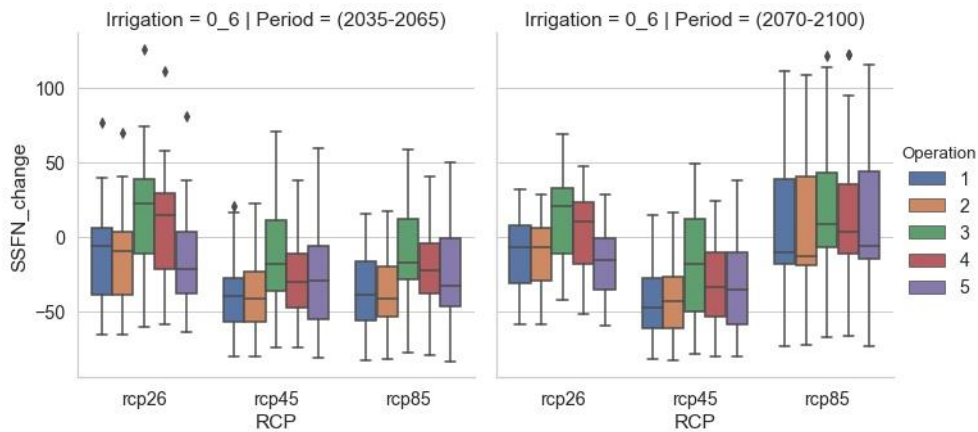 Irrigation = 0_6 | Period = (2035-2065)
Irrigation = 0_6 | Period = (2070-2100)
SSFN_change
100
50
0
−50
rcp26
rcp45
rcp85
RCP
rcp26
rcp45
rcp85
RCP
Operation
1
2
3
4
5